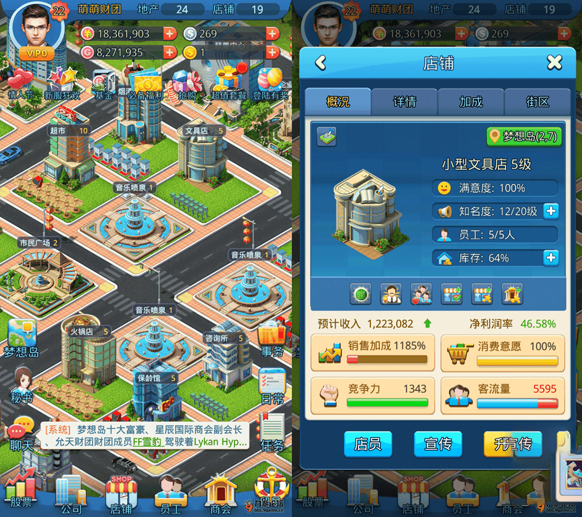 22
萌萌财团
地产
24
店铺
19
18,361,903
269
VIP0
8,271,935
1
情人节
新服狂欢
基金
必备福利
抢购
超值套餐
登陆有奖
超市 10
文具店 5
音乐喷泉 1
市民广场 2
音乐喷泉 1
火锅店 5
音乐喷泉 1
咨询所 5
保龄馆 5
梦想岛
事务
秘书
日常
聊天
任务
[系统] 梦想岛十大富豪、星辰国际商会副会长
、允天财团财团成员FF雪豹 驾驶着Lykan Hyp...
股票
公司
SHOP
店铺
员工
商会
22
萌萌财团
地产
24
店铺
19
18,361,903
269
店铺
概况
详情
加成
街区
梦想岛(2,7)
小型文具店 5级
满意度: 100%
知名度: 12/20级
员工: 5/5人
库存: 64%
预计收入 1,223,082
净利润率 46.58%
销售加成 1185%
消费意愿 100%
竞争力 1343
客流量 5595
店员
宣传
升级
股票
公司
店铺
员工
商会